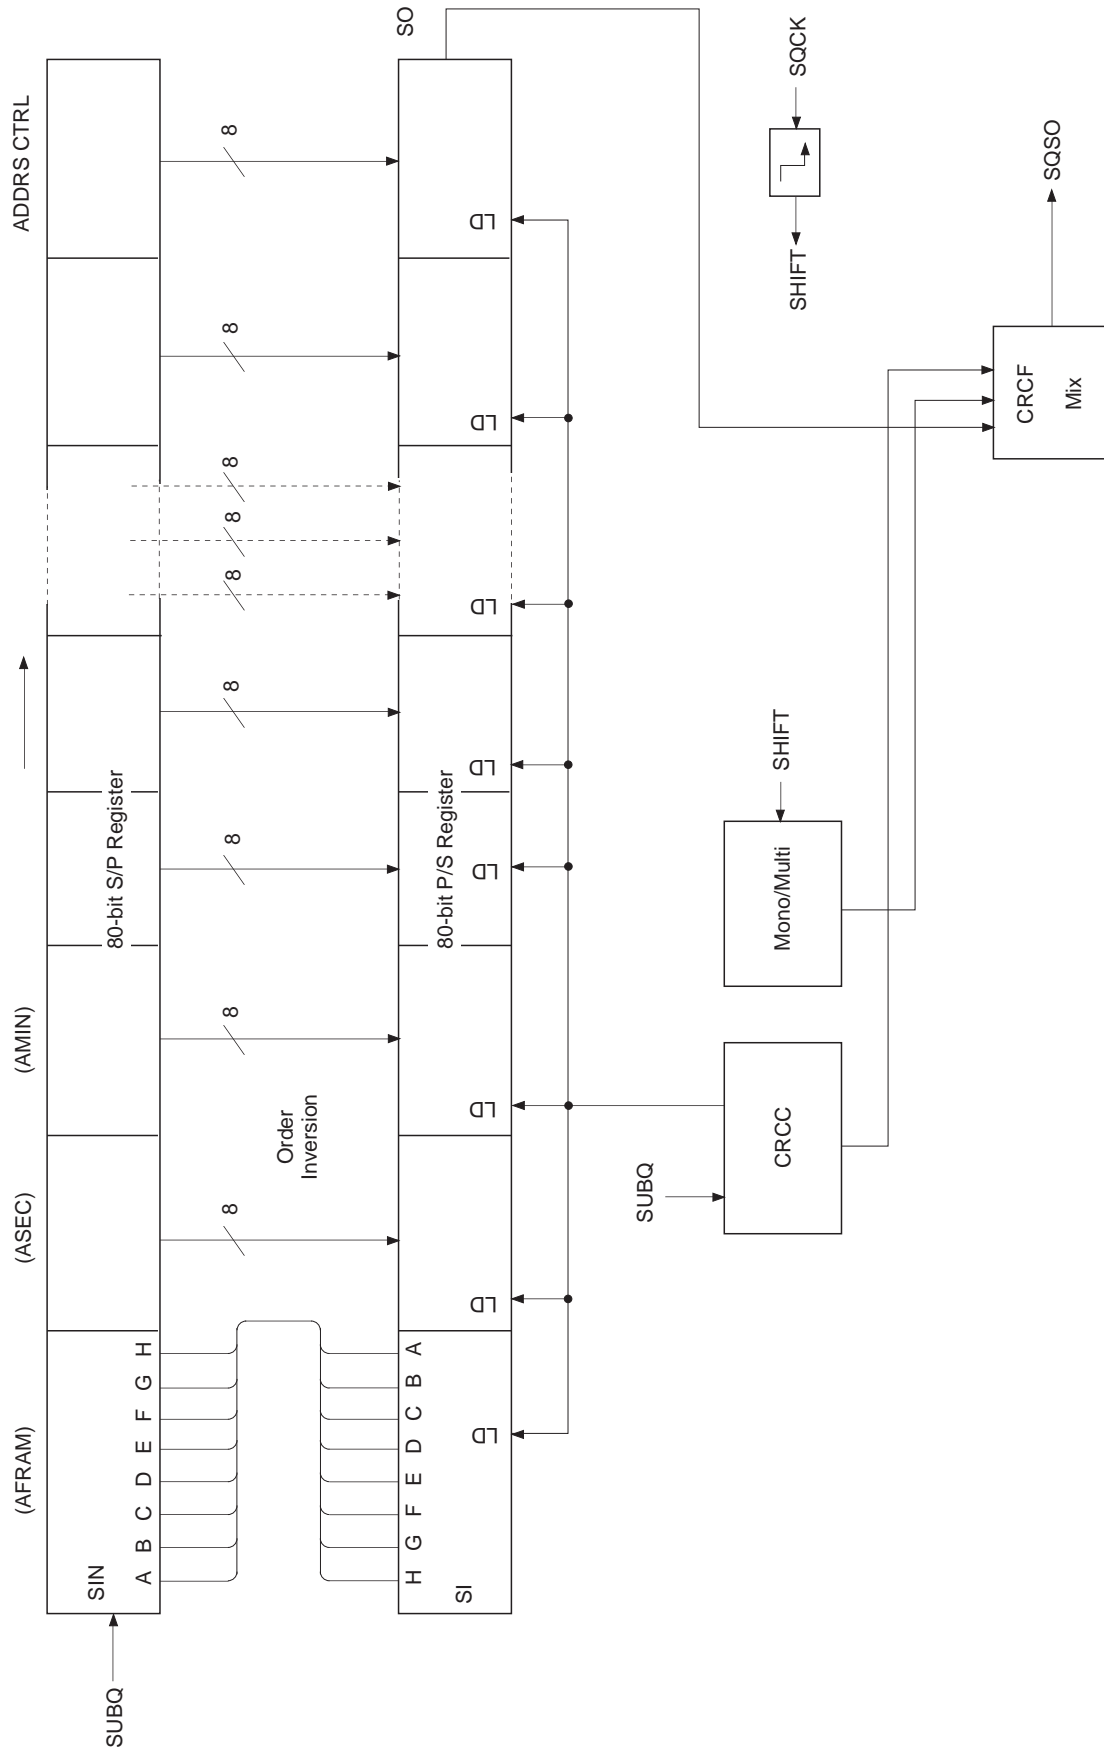 (AFRAM)
(ASEC)
(AMIN)
ADDRS CTRL
SUBQ
SIN
A B C D E F G H
80-bit S/P Register
8
8
8
8
8
8
8
8
8
Order
Inversion
H G F E D C B A
SI
80-bit P/S Register
SO
LD
LD
LD
LD
LD
LD
LD
LD
SUBQ
CRCC
Mono/Multi
SHIFT
SHIFT
SQCK
CRCF
Mix
SQSO